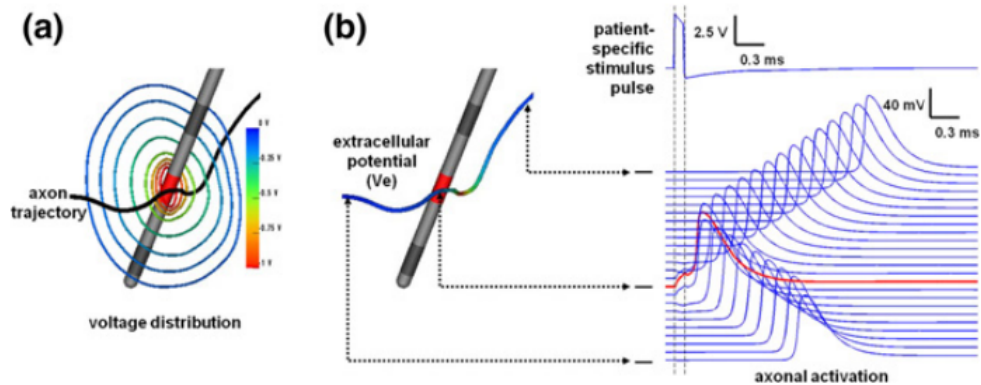 (a)
axon
trajectory
0 V
-0.25 V
-0.5 V
-0.75 V
-1 V
voltage distribution
(b)
extracellular
potential
(Ve)
patient-
specific
stimulus
pulse
2.5 V
0.3 ms
40 mV
0.3 ms
axonal activation